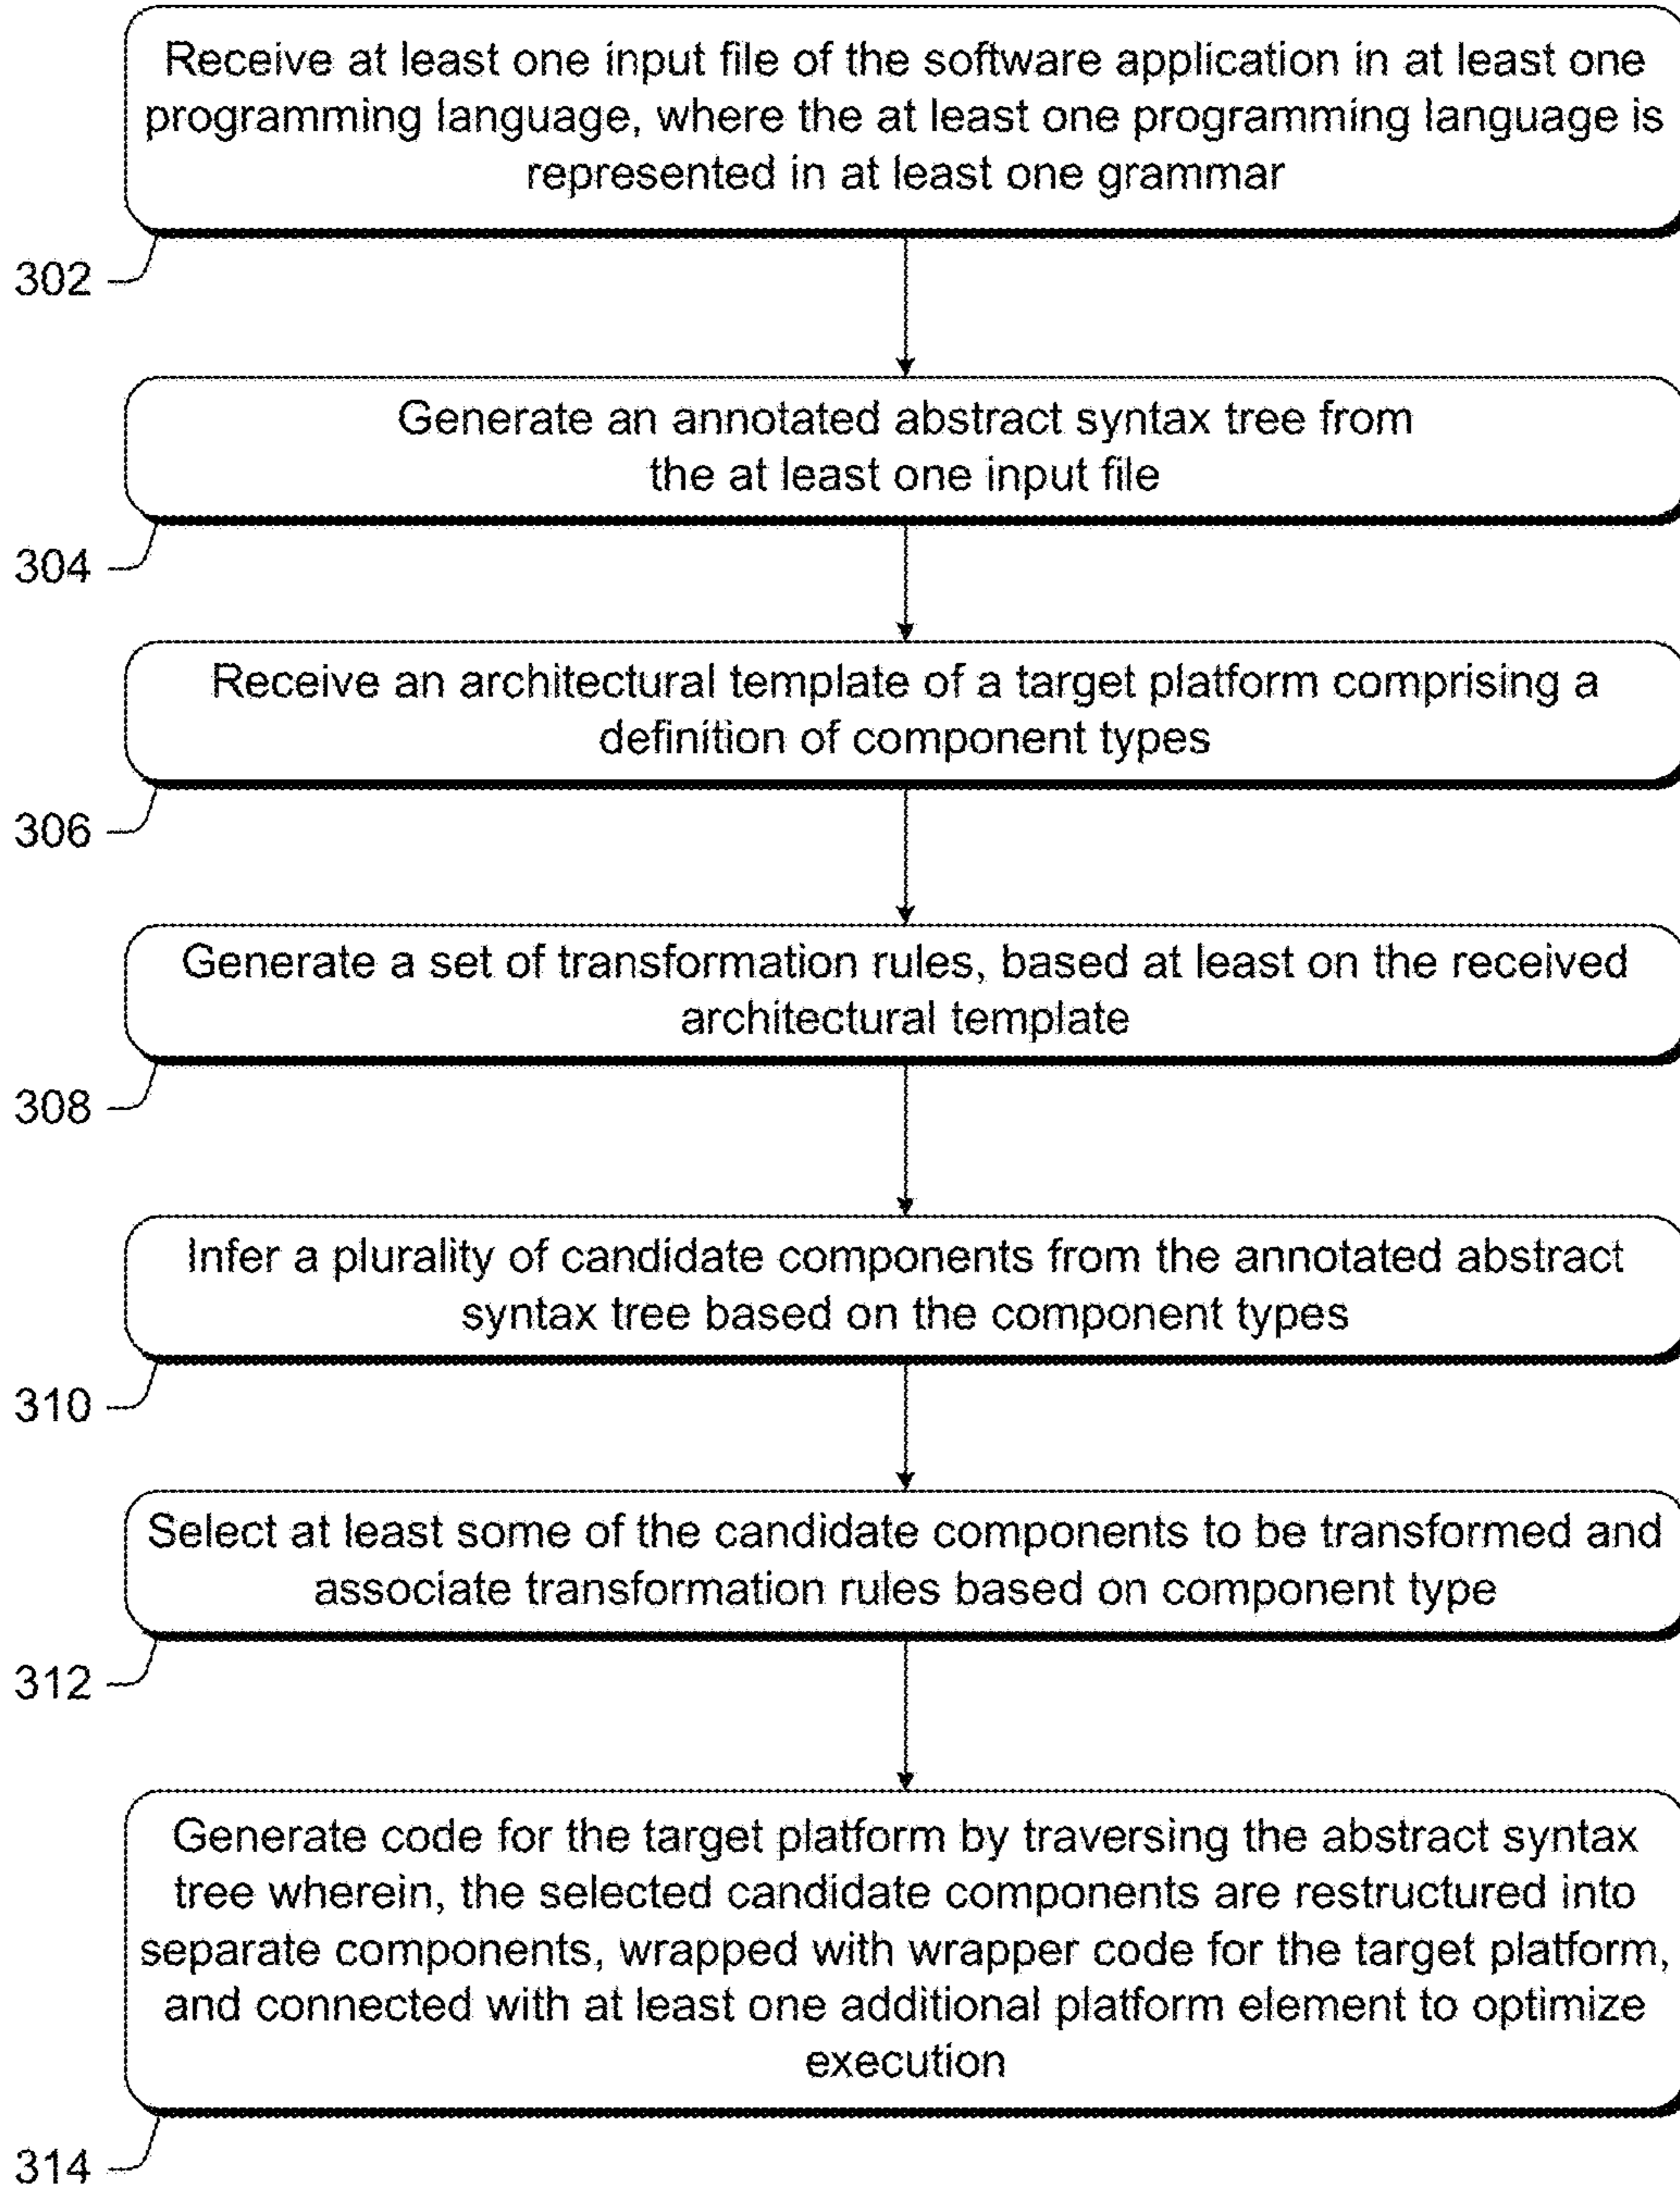 Receive at least one input file of the software application in at least one
programming language, where the at least one programming language is
represented in at least one grammar
302
Generate an annotated abstract syntax tree from
the at least one input file
304
Receive an architectural template of a target platform comprising a
definition of component types
306
Generate a set of transformation rules, based at least on the received
architectural template
308
Infer a plurality of candidate components from the annotated abstract
syntax tree based on the component types
310
Select at least some of the candidate components to be transformed and
associate transformation rules based on component type
312
Generate code for the target platform by traversing the abstract syntax
tree wherein, the selected candidate components are restructured into
separate components, wrapped with wrapper code for the target platform,
and connected with at least one additional platform element to optimize
execution
314